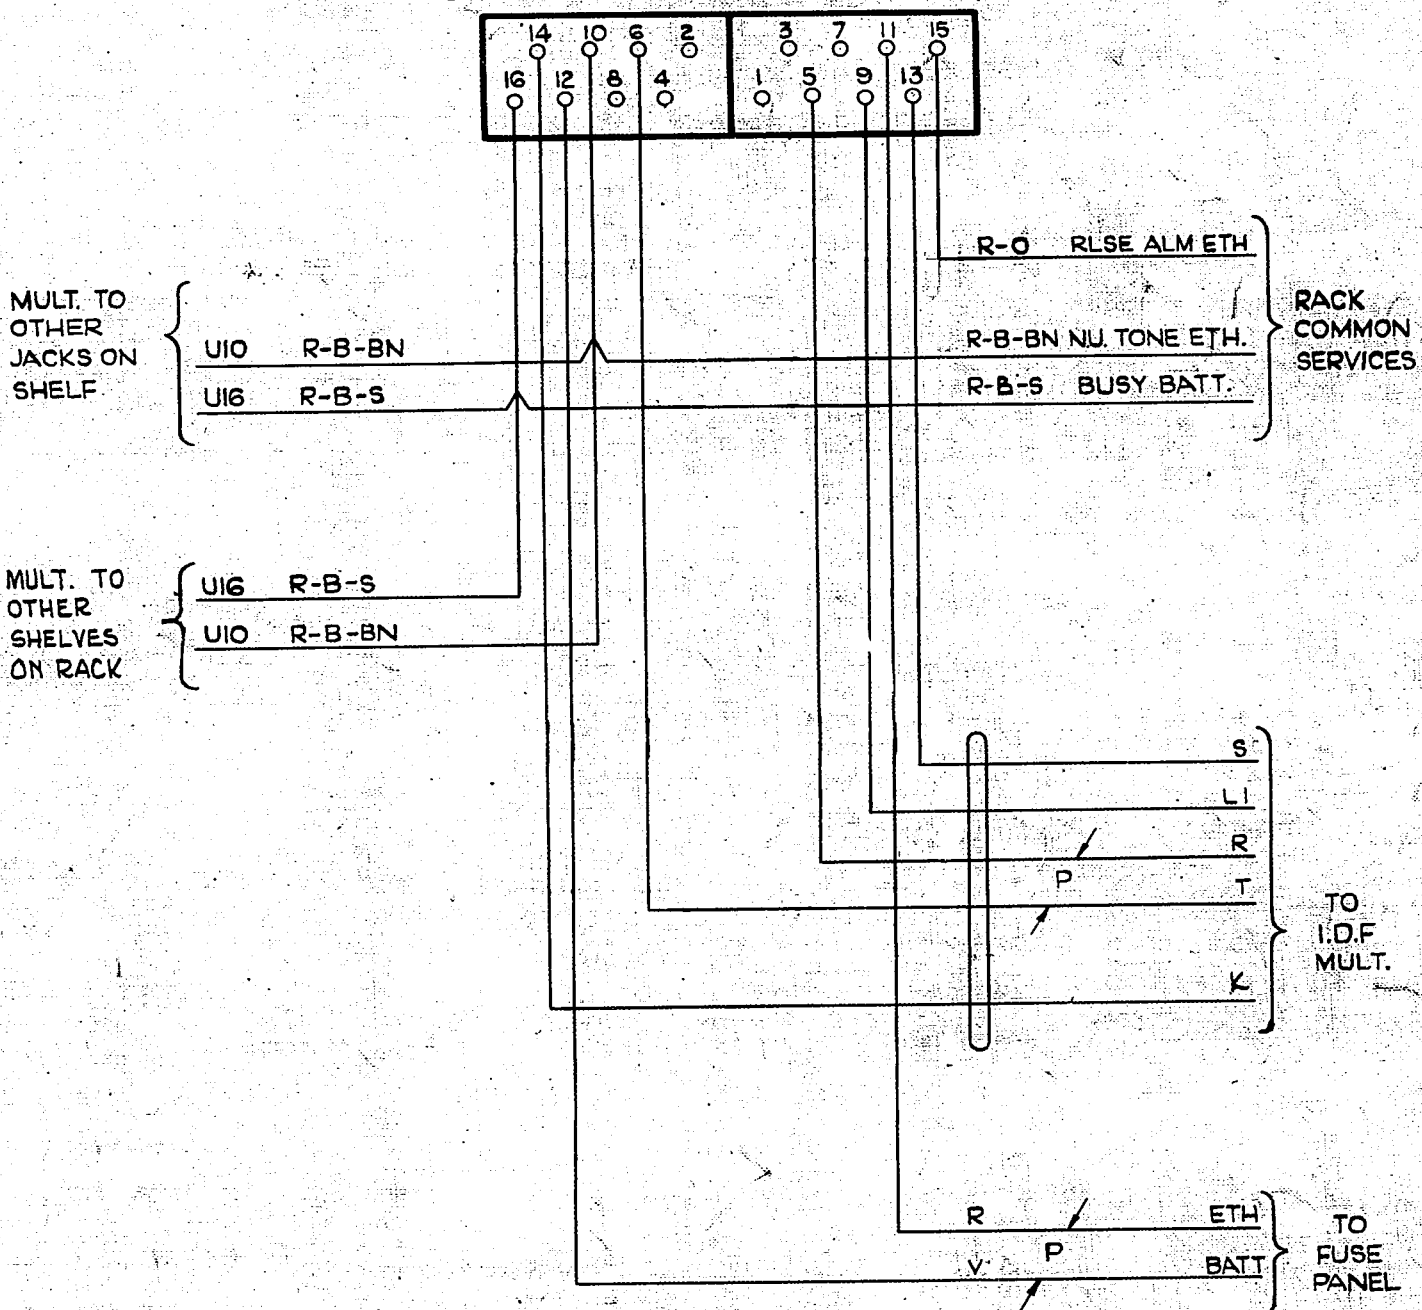 14 10 6 2 3 7 11 15
16 12 8 4 1 5 9 13
R-O RLSE ALM ETH
MULT. TO
OTHER
JACKS ON
SHELF
U10 R-B-BN
U16 R-B-S
R-B-BN NU. TONE ETH.
R-B-S BUSY BATT.
RACK
COMMON
SERVICES
MULT. TO
OTHER
SHELVES
ON RACK
U16 R-B-S
U10 R-B-BN
S
L1
R
P
T
K
TO
I.D.F
MULT.
R ETH
P
V BATT
TO
FUSE
PANEL